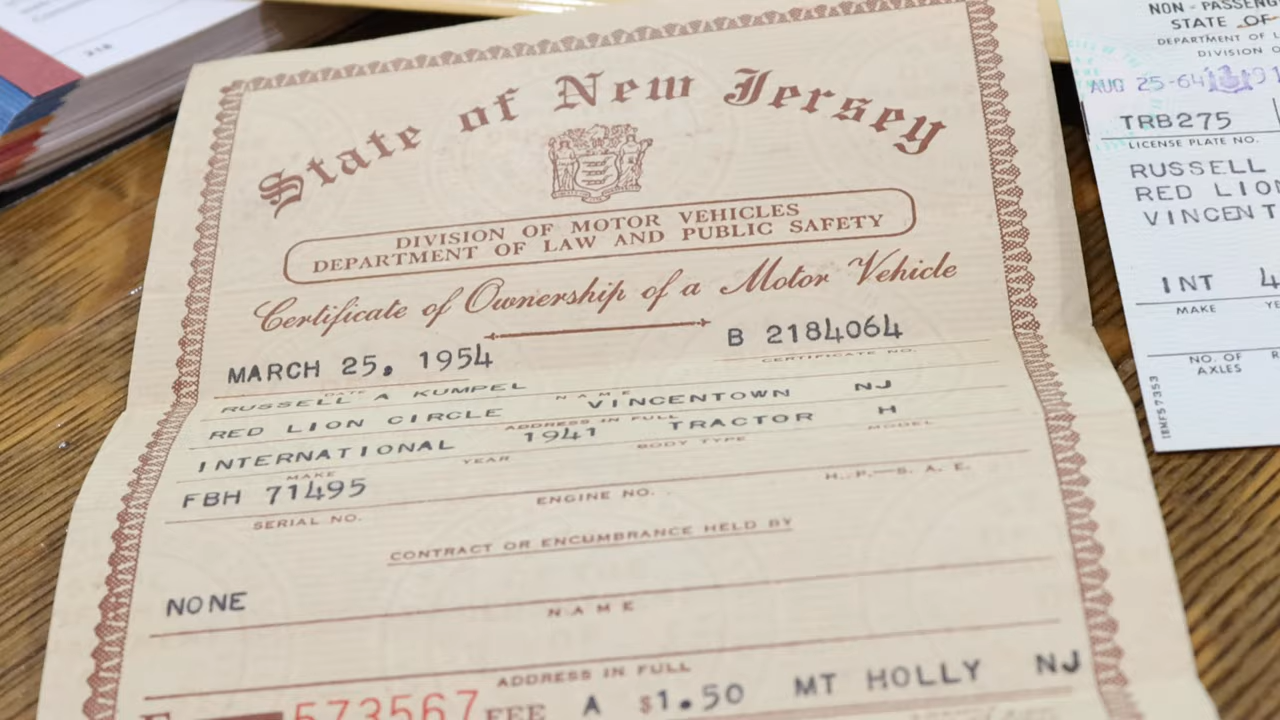 218
State of New Jersey
DIVISION OF MOTOR VEHICLES
DEPARTMENT OF LAW AND PUBLIC SAFETY
Certificate of Ownership of a Motor Vehicle
MARCH 25, 1954
B 2184064
CERTIFICATE NO.
RUSSELL A KUMPEL
NAME
RED LION CIRCLE VINCENTOWN NJ
ADDRESS IN FULL
INTERNATIONAL 1941 TRACTOR H
MAKE YEAR BODY TYPE MODEL
FBH 71495
SERIAL NO. ENGINE NO. H. P.—S. A. E.
CONTRACT OR ENCUMBRANCE HELD BY
NONE
NAME
ADDRESS IN FULL
573567 FEE A $1.50 MT HOLLY NJ
NON-PASSENG
STATE OF
DEPARTMENT OF L
DIVISION O
AUG 25-64
TRB275
LICENSE PLATE NO.
RUSSELL
RED LION
VINCENT
INT 4
MAKE YE
NO. OF
AXLES
IBMF57353